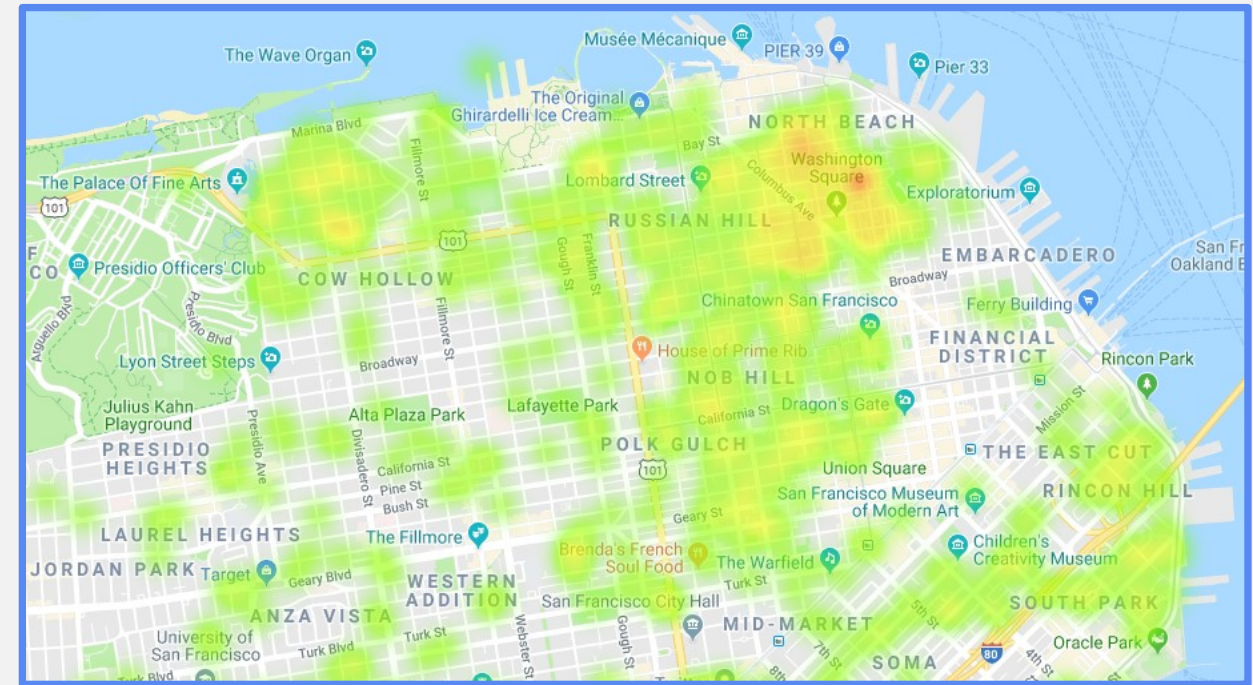 The Wave Organ
Musée Mécanique
PIER 39
Pier 33
The Original
Ghirardelli Ice Cream...
Marina Blvd
Fillmore St
NORTH BEACH
Bay St
The Palace Of Fine Arts
Lombard Street
Washington
Square
Columbus Ave
Exploratorium
101
RUSSIAN HILL
101
F
CO
Presidio Officers' Club
COW HOLLOW
Gough St
Franklin St
EMBARCADERO
San Fr
Oakland B
Arguello Blvd
Presidio Blvd
Fillmore St
Broadway
Chinatown San Francisco
Ferry Building
Lyon Street Steps
Broadway
House of Prime Rib
FINANCIAL
DISTRICT
Rincon Park
NOB HILL
Julius Kahn
Playground
Alta Plaza Park
Lafayette Park
California St
Dragon's Gate
Mission St
Presidio Ave
Divisadero St
PRESIDIO
HEIGHTS
POLK GULCH
THE EAST CUT
California St
101
Union Square
Pine St
Bush St
San Francisco Museum
of Modern Art
RINCON HILL
LAUREL HEIGHTS
The Fillmore
Geary St
Brenda's French
Soul Food
The Warfield
Children's
Creativity Museum
JORDAN PARK
Target
Geary Blvd
WESTERN
ADDITION
Turk St
San Francisco City Hall
5th St
SOUTH PARK
ANZA VISTA
MID-MARKET
University of
San Francisco
Turk St
Turk Blvd
Webster St
Gough St
7th St
80
4th St
Oracle Park
SOMA
8th
Turk Blvd